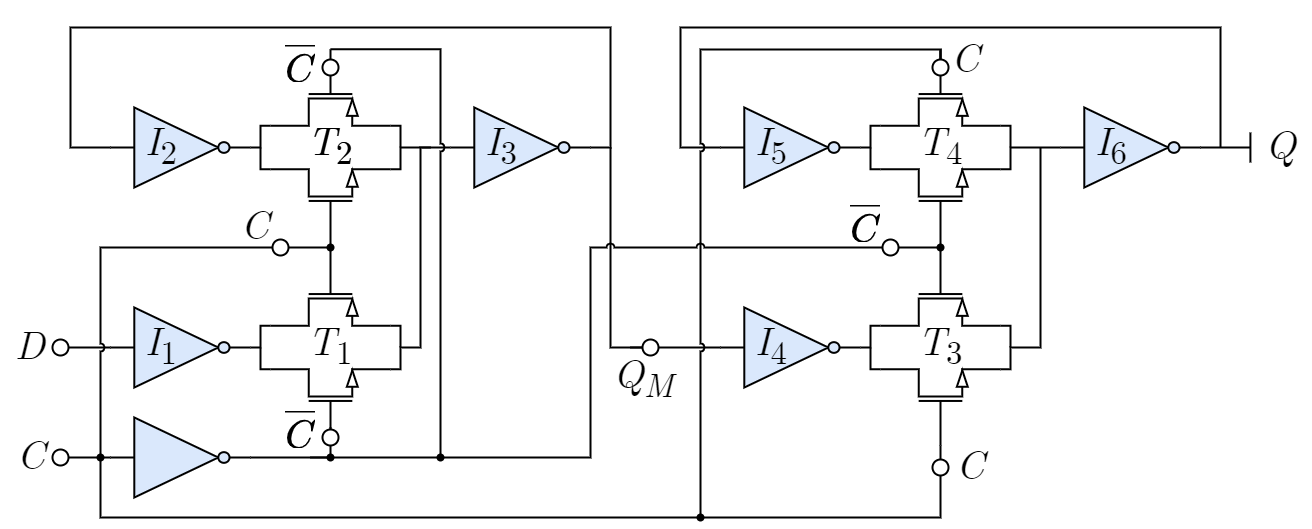 $\overline{C}$
$C$
$I_2$
$T_2$
$I_3$
$I_5$
$T_4$
$I_6$
$Q$
$C$
$\overline{C}$
$D$
$I_1$
$T_1$
$I_4$
$T_3$
$Q_M$
$\overline{C}$
$C$
$C$